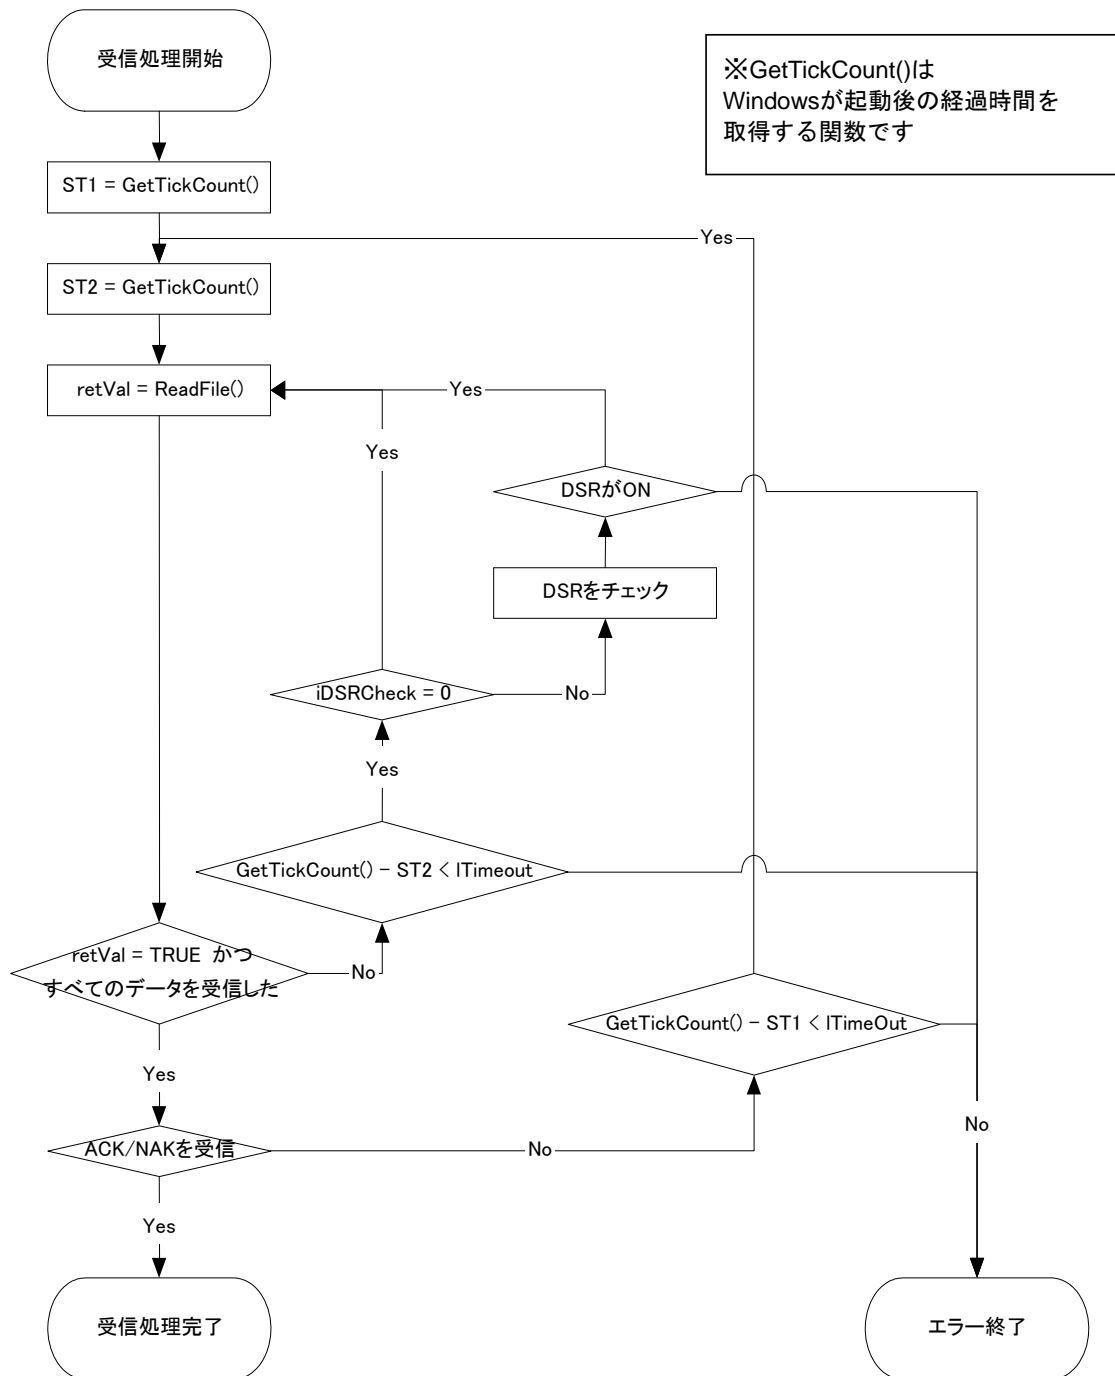 受信処理開始
※GetTickCount()は
Windowsが起動後の経過時間を
取得する関数です
ST1 = GetTickCount()
Yes
ST2 = GetTickCount()
retVal = ReadFile()
Yes
Yes
DSRがON
DSRをチェック
iDSRCheck = 0
No
Yes
GetTickCount() - ST2 < lTimeout
retVal = TRUE かつ
すべてのデータを受信した
No
GetTickCount() - ST1 < lTimeOut
Yes
No
ACK/NAKを受信
No
Yes
受信処理完了
エラー終了